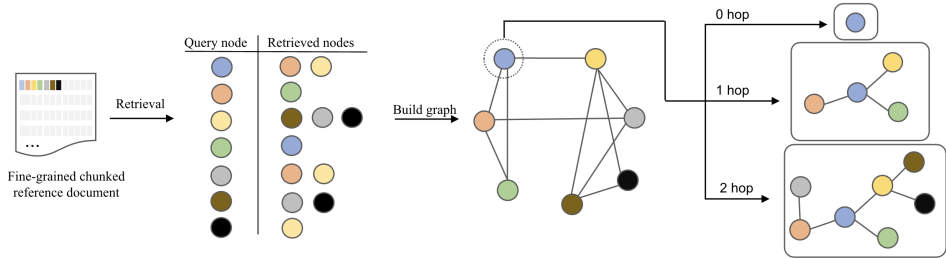 Query node
Retrieved nodes
Retrieval
...
Fine-grained chunked
reference document
Build graph
0 hop
1 hop
2 hop